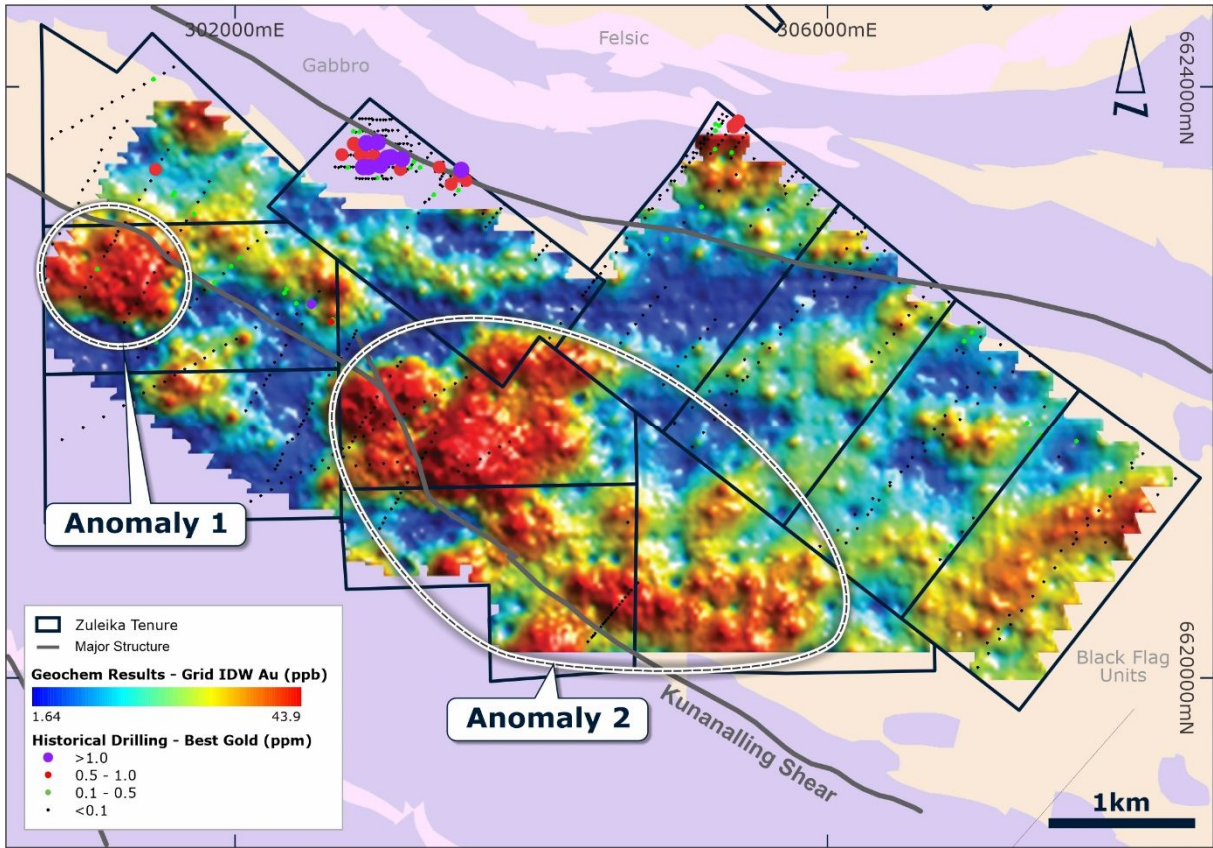 302000mE
306000mE
Felsic
Gabbro
6624000mN
N
Anomaly 1
Zuleika Tenure
Major Structure
Geochem Results - Grid IDW Au (ppb)
1.64
43.9
Historical Drilling - Best Gold (ppm)
>1.0
0.5 - 1.0
0.1 - 0.5
<0.1
Anomaly 2
Kunanalling Shear
Black Flag
Units
6620000mN
1km